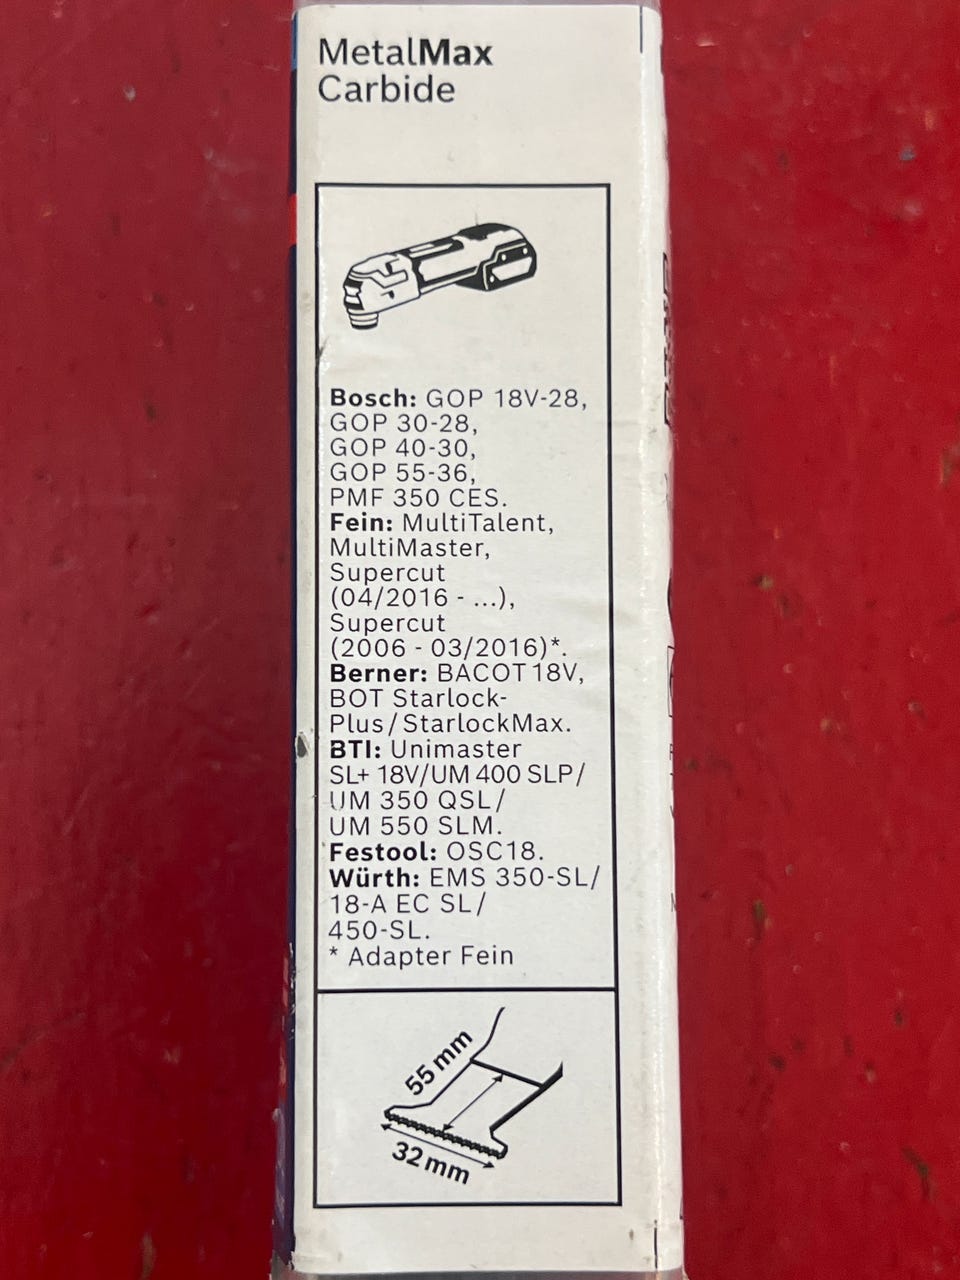 MetalMax
Carbide
Bosch: GOP 18V-28,
GOP 30-28,
GOP 40-30,
GOP 55-36,
PMF 350 CES.
Fein: MultiTalent,
MultiMaster,
Supercut
(04/2016 - ...),
Supercut
(2006 - 03/2016)*.
Berner: BACOT 18V,
BOT Starlock-
Plus/StarlockMax.
BTI: Unimaster
SL+ 18V/UM 400 SLP/
UM 350 QSL/
UM 550 SLM.
Festool: OSC18.
Würth: EMS 350-SL/
18-A EC SL/
450-SL.
* Adapter Fein
55 mm
32 mm